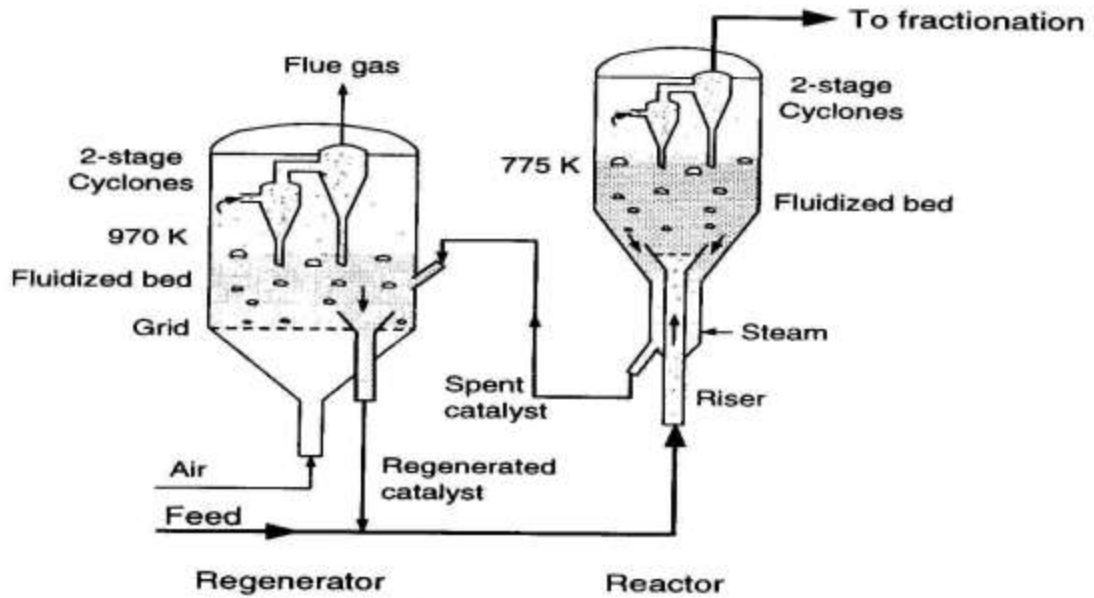 To fractionation
Flue gas
2-stage
Cyclones
2-stage
Cyclones
775 K
Fluidized bed
970 K
Fluidized bed
Grid
Steam
Spent
catalyst
Riser
Air
Regenerated
catalyst
Feed
Regenerator
Reactor